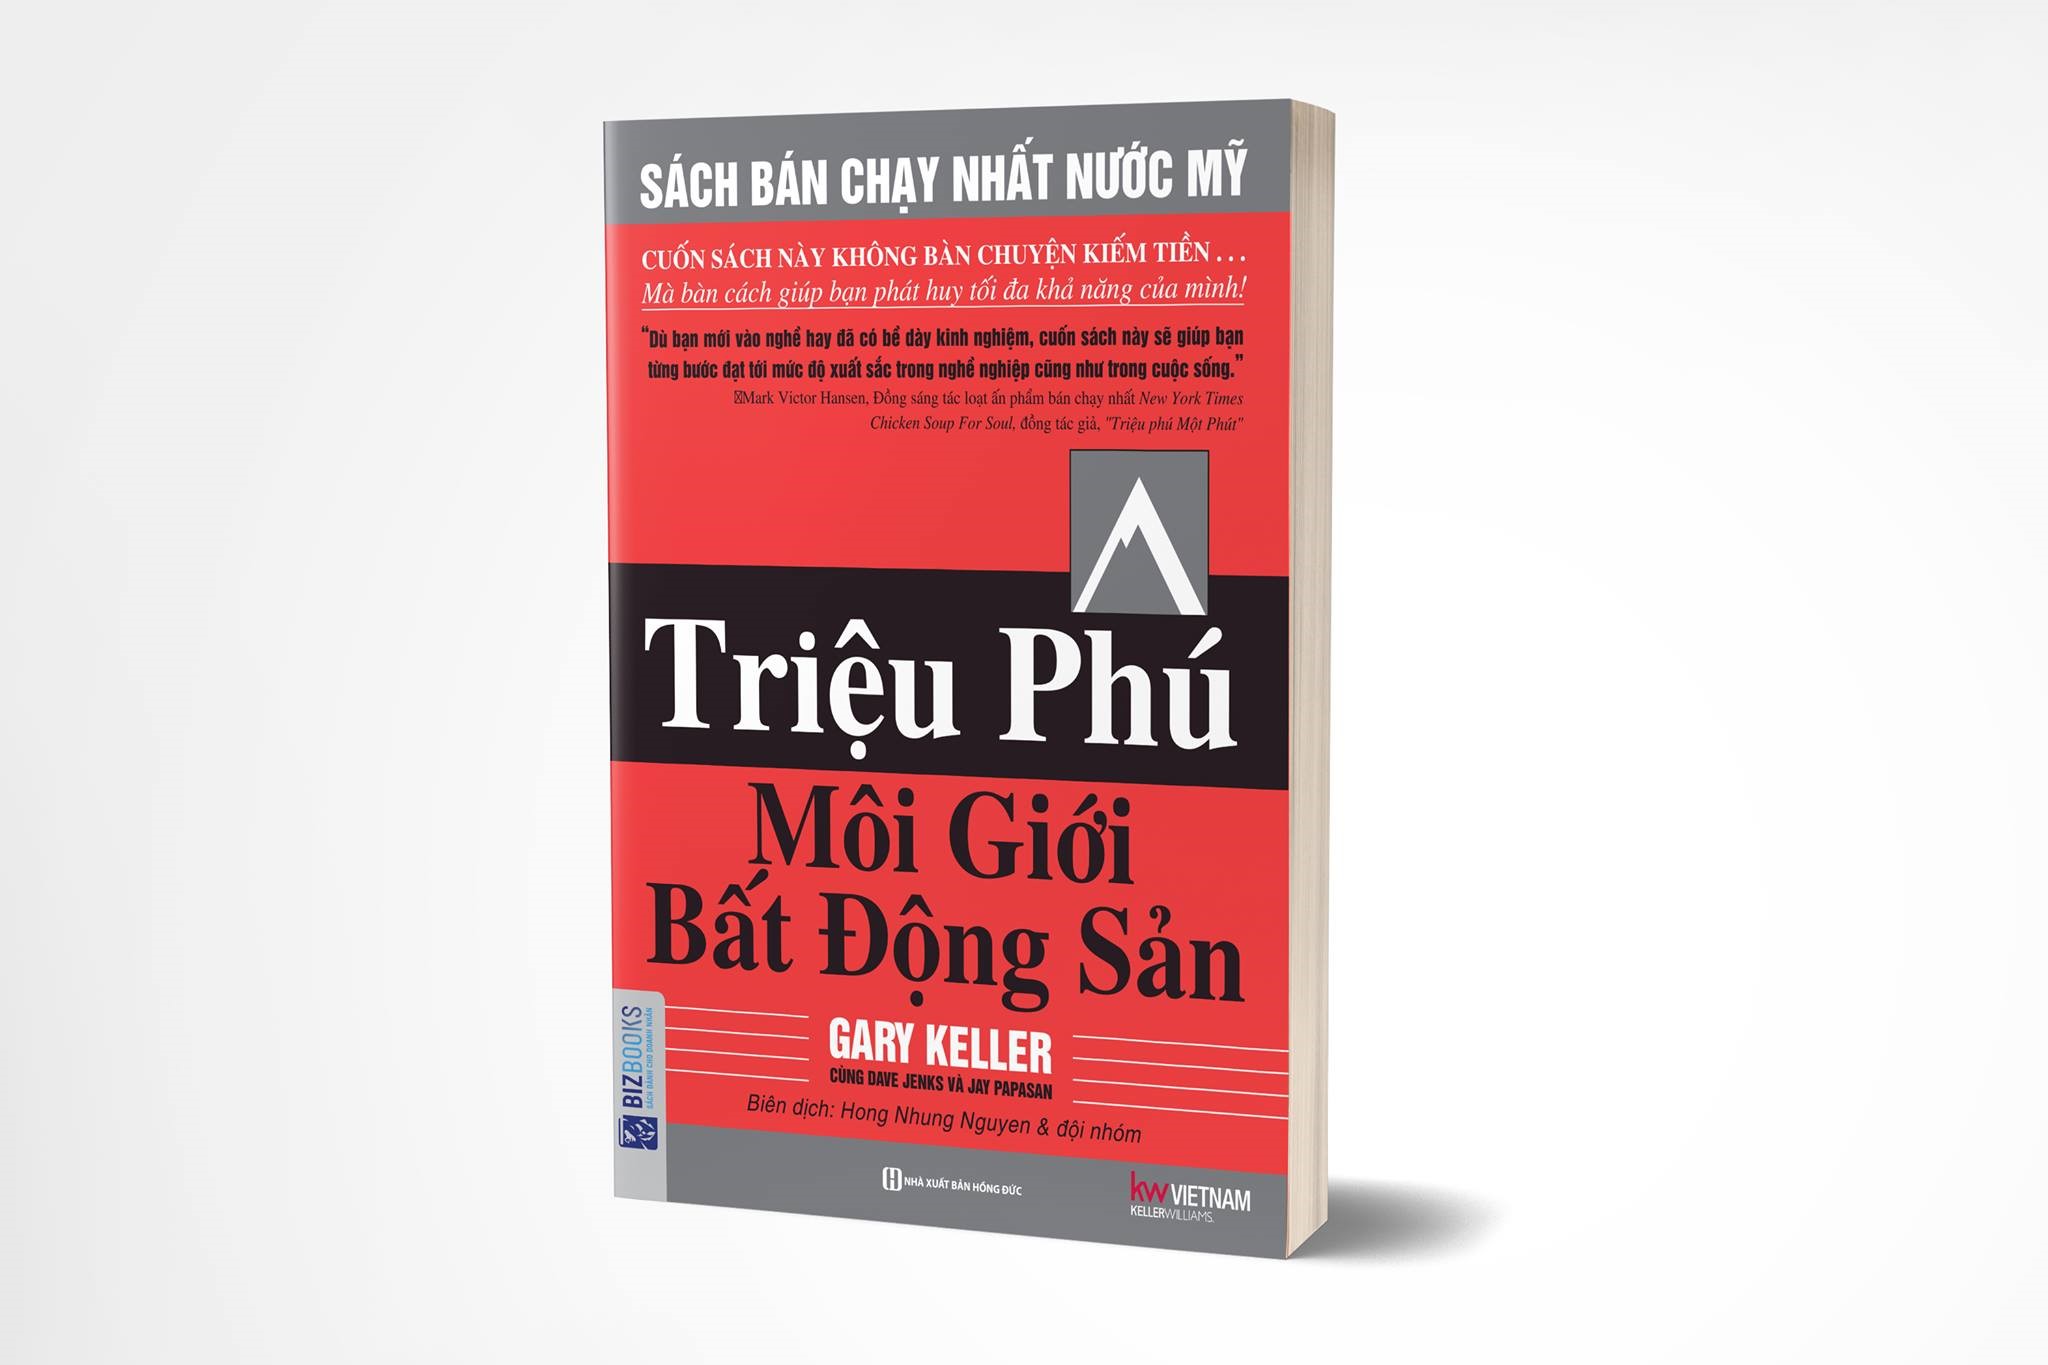 SÁCH BÁN CHẠY NHẤT NƯỚC MỸ
CUỐN SÁCH NÀY KHÔNG BÀN CHUYỆN KIẾM TIỀN . . .
Mà bàn cách giúp bạn phát huy tối đa khả năng của mình!
“Dù bạn mới vào nghề hay đã có bề dày kinh nghiệm, cuốn sách này sẽ giúp bạn
từng bước đạt tới mức độ xuất sắc trong nghề nghiệp cũng như trong cuộc sống.”
Mark Victor Hansen, Đồng sáng tác loạt ấn phẩm bán chạy nhất New York Times
Chicken Soup For Soul, đồng tác giả, "Triệu phú Một Phút"
Triệu Phú
Môi Giới
Bất Động Sản
GARY KELLER
CÙNG DAVE JENKS VÀ JAY PAPASAN
Biên dịch: Hong Nhung Nguyen & đội nhóm
BIZBOOKS
SÁCH DÀNH CHO DOANH NHÂN
NHÀ XUẤT BẢN HỒNG ĐỨC
kw VIETNAM
KELLERWILLIAMS.